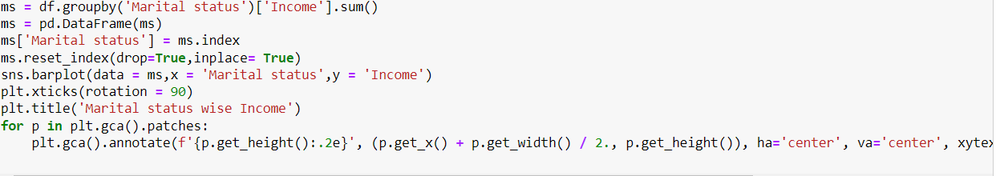 ms = df.groupby('Marital status')['Income'].sum()
ms = pd.DataFrame(ms)
ms['Marital status'] = ms.index
ms.reset_index(drop=True,inplace= True)
sns.barplot(data = ms,x = 'Marital status',y = 'Income')
plt.xticks(rotation = 90)
plt.title('Marital status wise Income')
for p in plt.gca().patches:
    plt.gca().annotate(f'{p.get_height():.2e}', (p.get_x() + p.get_width() / 2., p.get_height()), ha='center', va='center', xytex